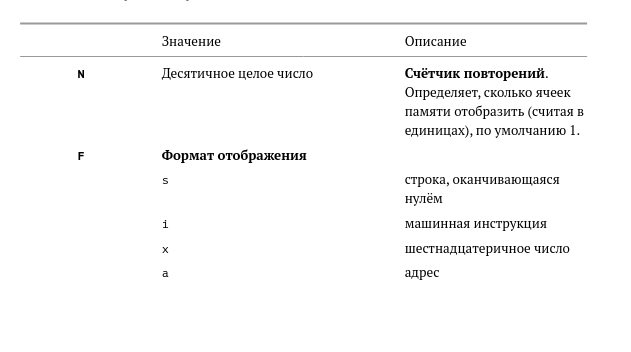 Значение Описание
N Десятичное целое число Счётчик повторений.
Определяет, сколько ячеек
памяти отобразить (считая в
единицах), по умолчанию 1.
F Формат отображения
s строка, оканчивающаяся
нулём
i машинная инструкция
x шестнадцатеричное число
a адрес